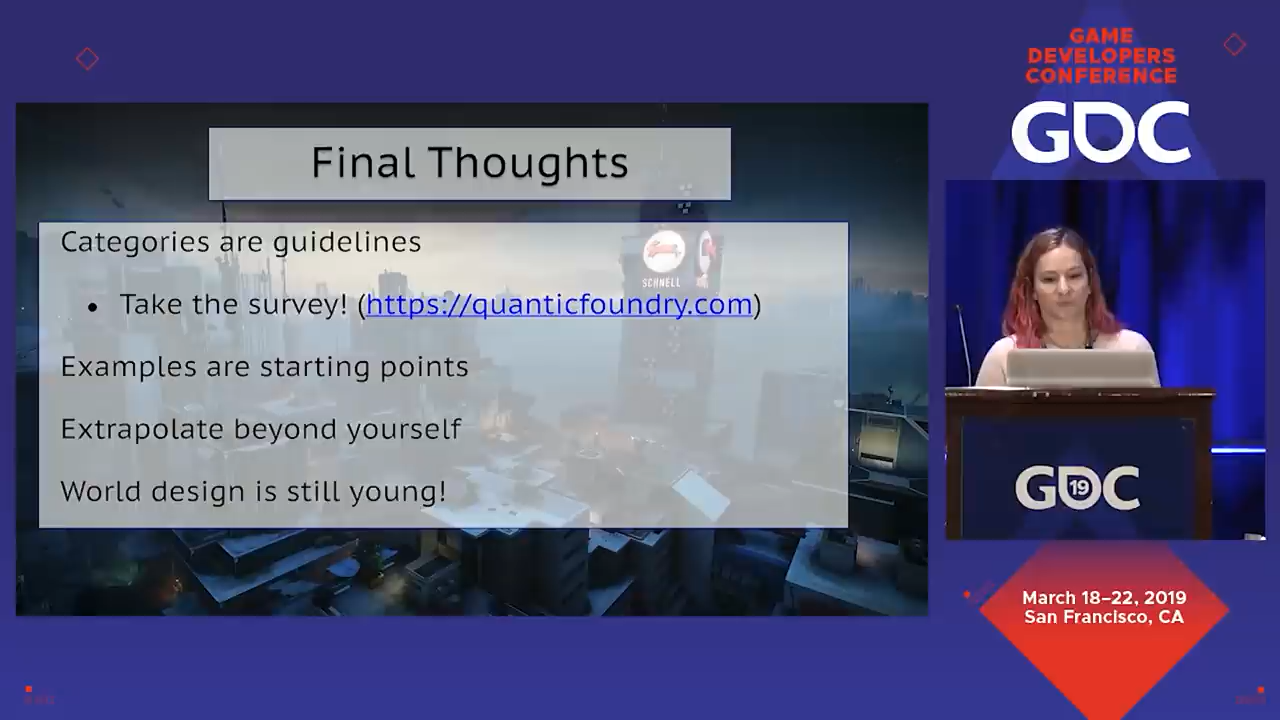 GAME
DEVELOPERS
CONFERENCE
GDC
Final Thoughts
Categories are guidelines
• Take the survey! (https://quanticfoundry.com)
Examples are starting points
Extrapolate beyond yourself
World design is still young!
SCHNELL
GDC
19
March 18–22, 2019
San Francisco, CA